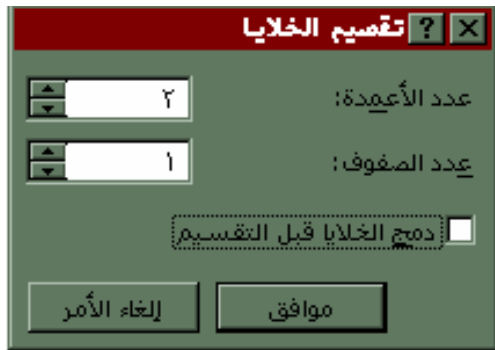 تقسيم الخلايا
عدد الأعمدة: ٢
عدد الصفوف: ١
دمج الخلايا قبل التقسيم
موافق
إلغاء الأمر